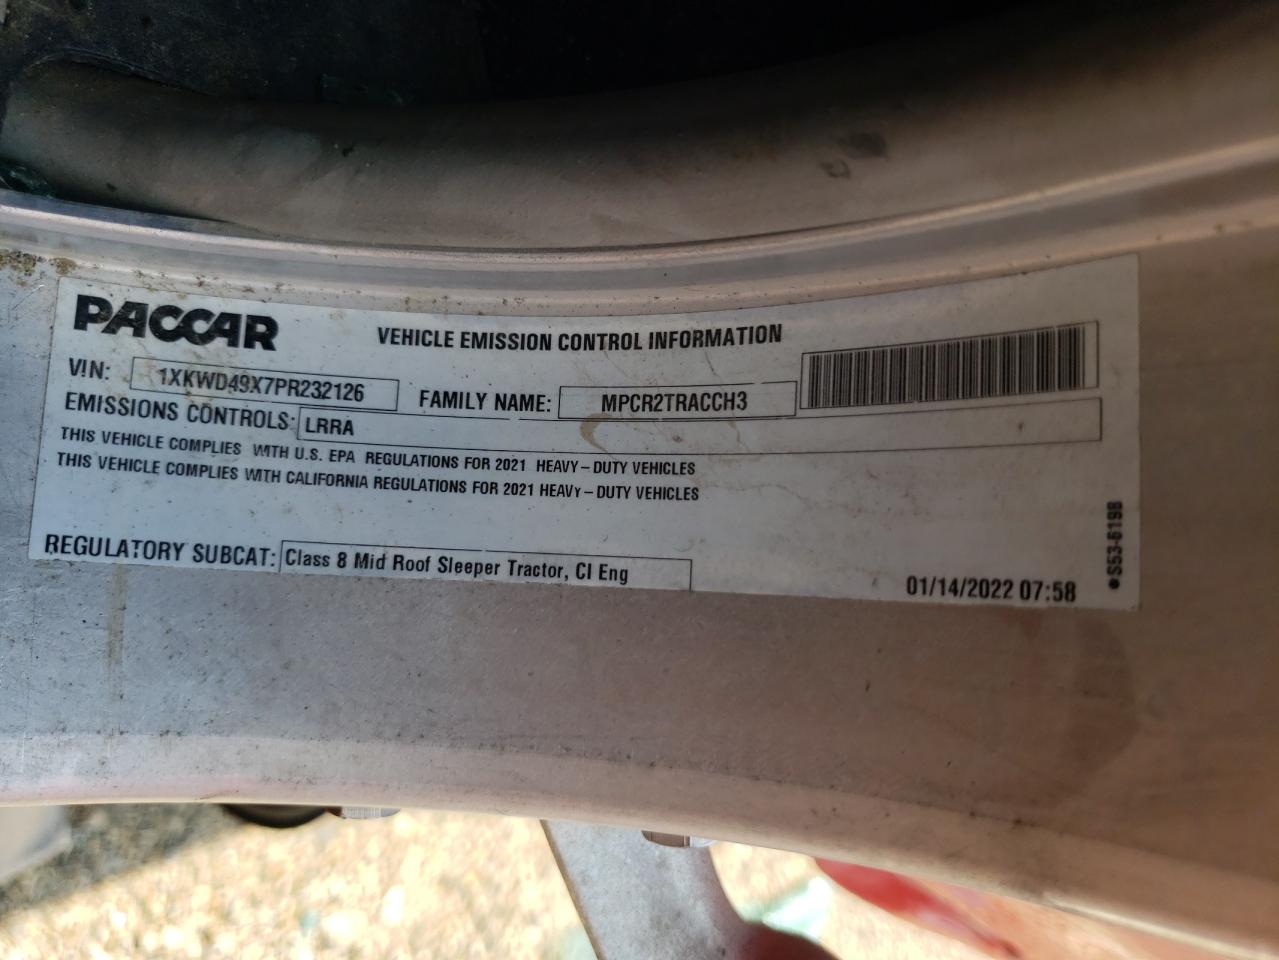 PACCAR
VEHICLE EMISSION CONTROL INFORMATION
VIN: 1XKWD49X7PR232126 FAMILY NAME: MPCR2TRACCH3
EMISSIONS CONTROLS: LRRA
THIS VEHICLE COMPLIES WITH U.S. EPA REGULATIONS FOR 2021 HEAVY-DUTY VEHICLES
THIS VEHICLE COMPLIES WITH CALIFORNIA REGULATIONS FOR 2021 HEAVY-DUTY VEHICLES
REGULATORY SUBCAT: Class 8 Mid Roof Sleeper Tractor, CI Eng
01/14/2022 07:58
●S53-6198